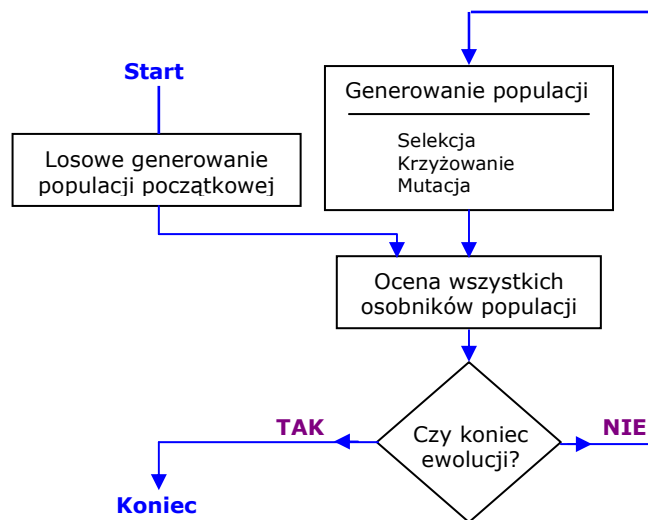 Start
Losowe generowanie
populacji początkowej
Generowanie populacji
Selekcja
Krzyżowanie
Mutacja
Ocena wszystkich
osobników populacji
Czy koniec
ewolucji?
TAK
NIE
Koniec